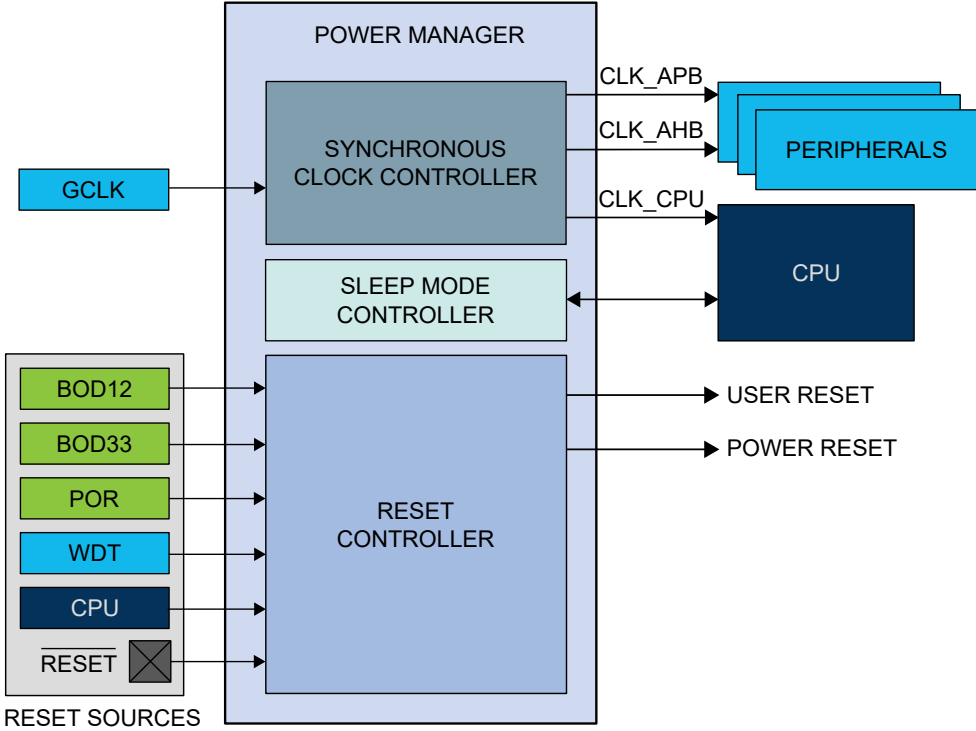 POWER MANAGER
GCLK
SYNCHRONOUS
CLOCK CONTROLLER
CLK_APB
CLK_AHB
CLK_CPU
PERIPHERALS
CPU
SLEEP MODE
CONTROLLER
BOD12
BOD33
POR
WDT
CPU
RESET
RESET SOURCES
RESET
CONTROLLER
USER RESET
POWER RESET